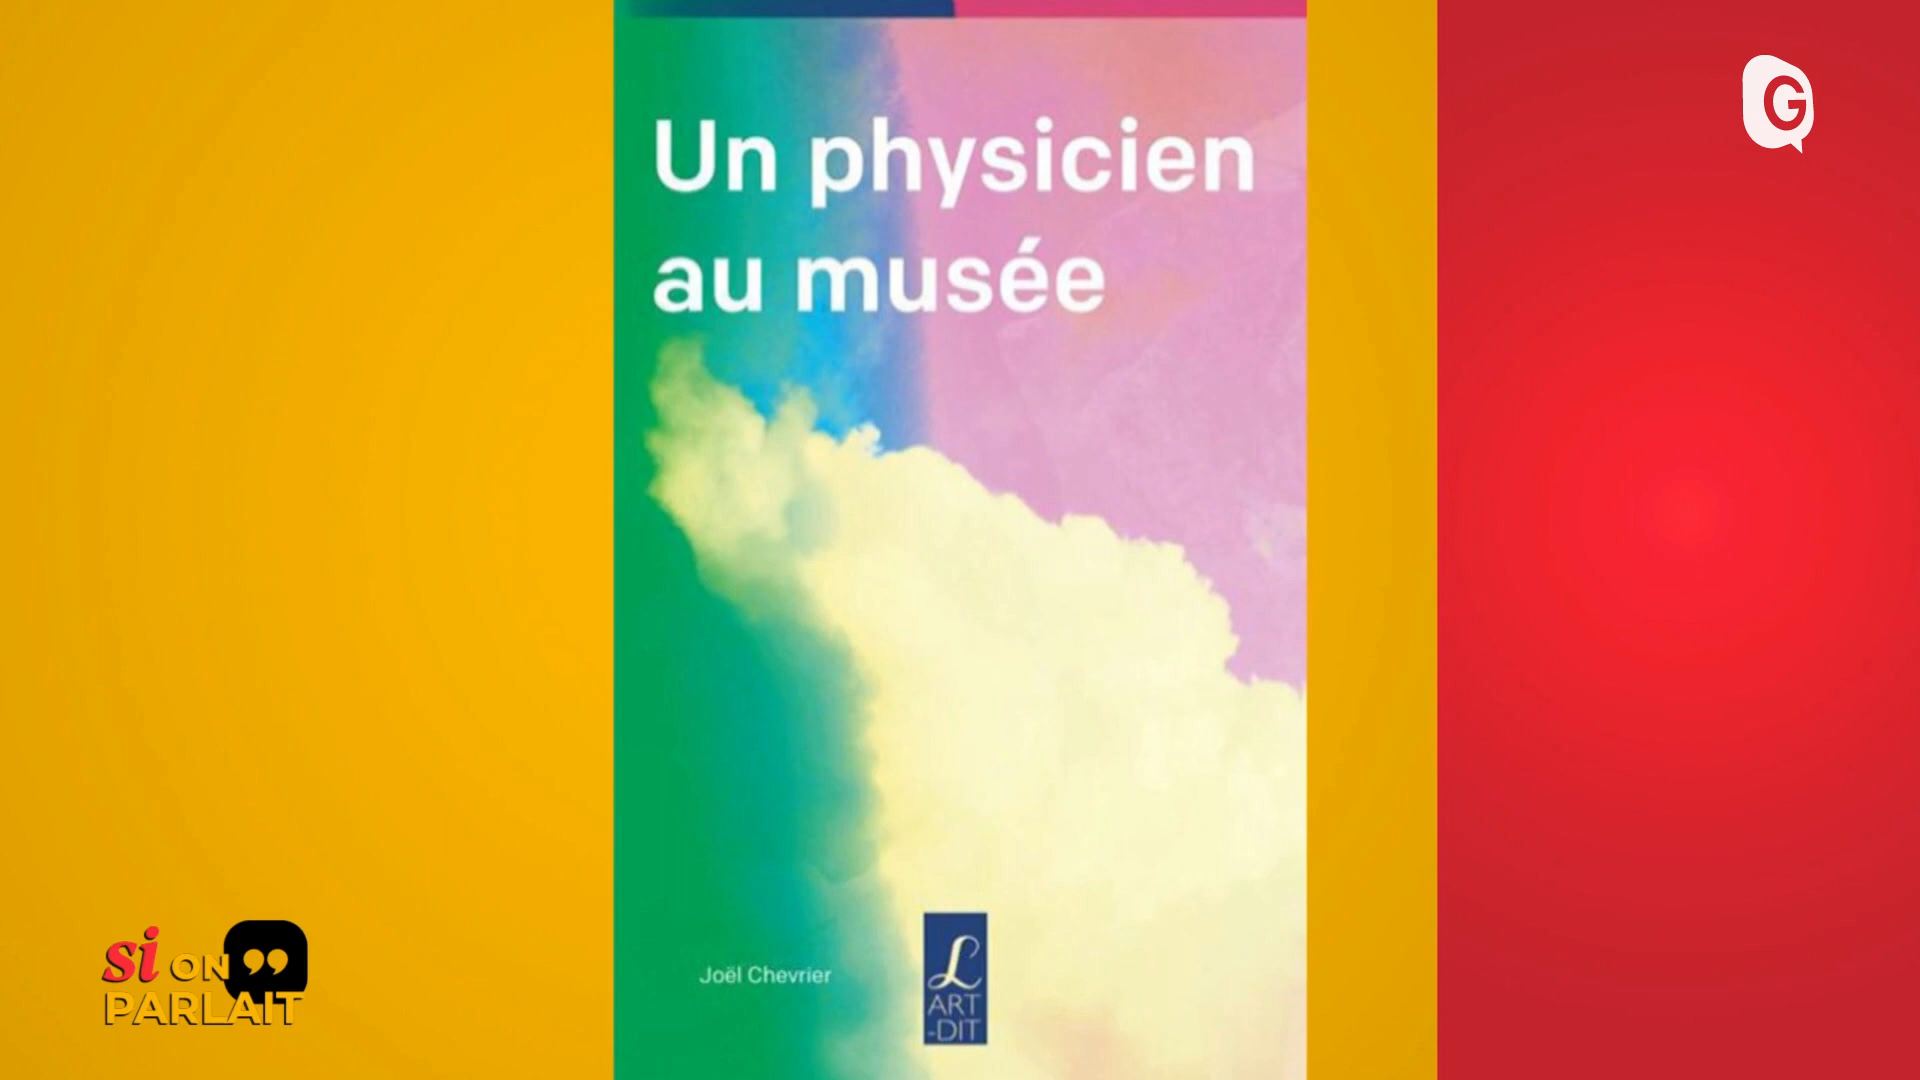 G
Un physicien
au musée
Joël Chevrier
L
ART
-DIT
si ON
PARLAIT